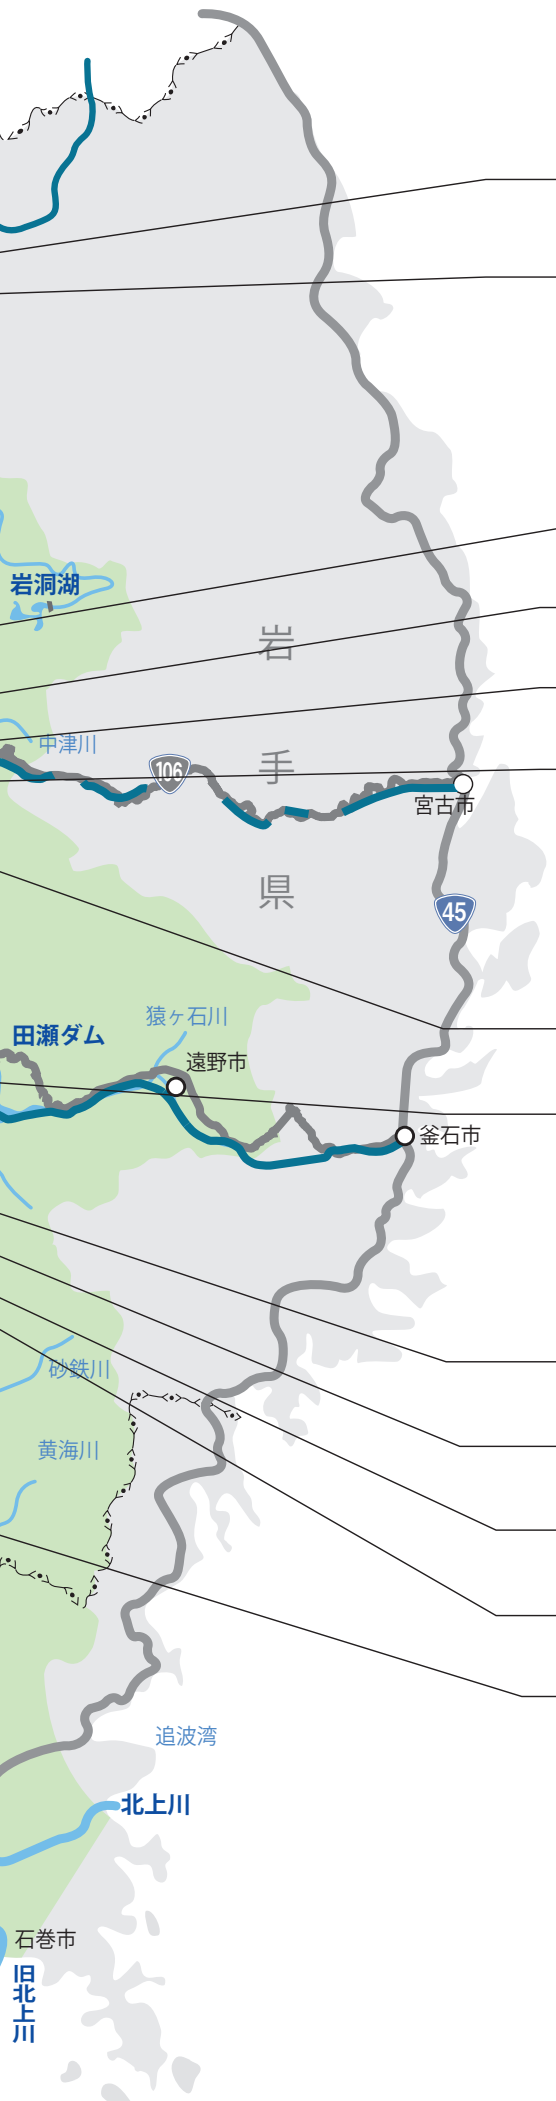 岩洞湖
岩手県
中津川
106
宮古市
45
猿ヶ石川
田瀬ダム
遠野市
釜石市
砂鉄川
黄海川
追波湾
北上川
石巻市
旧北上川